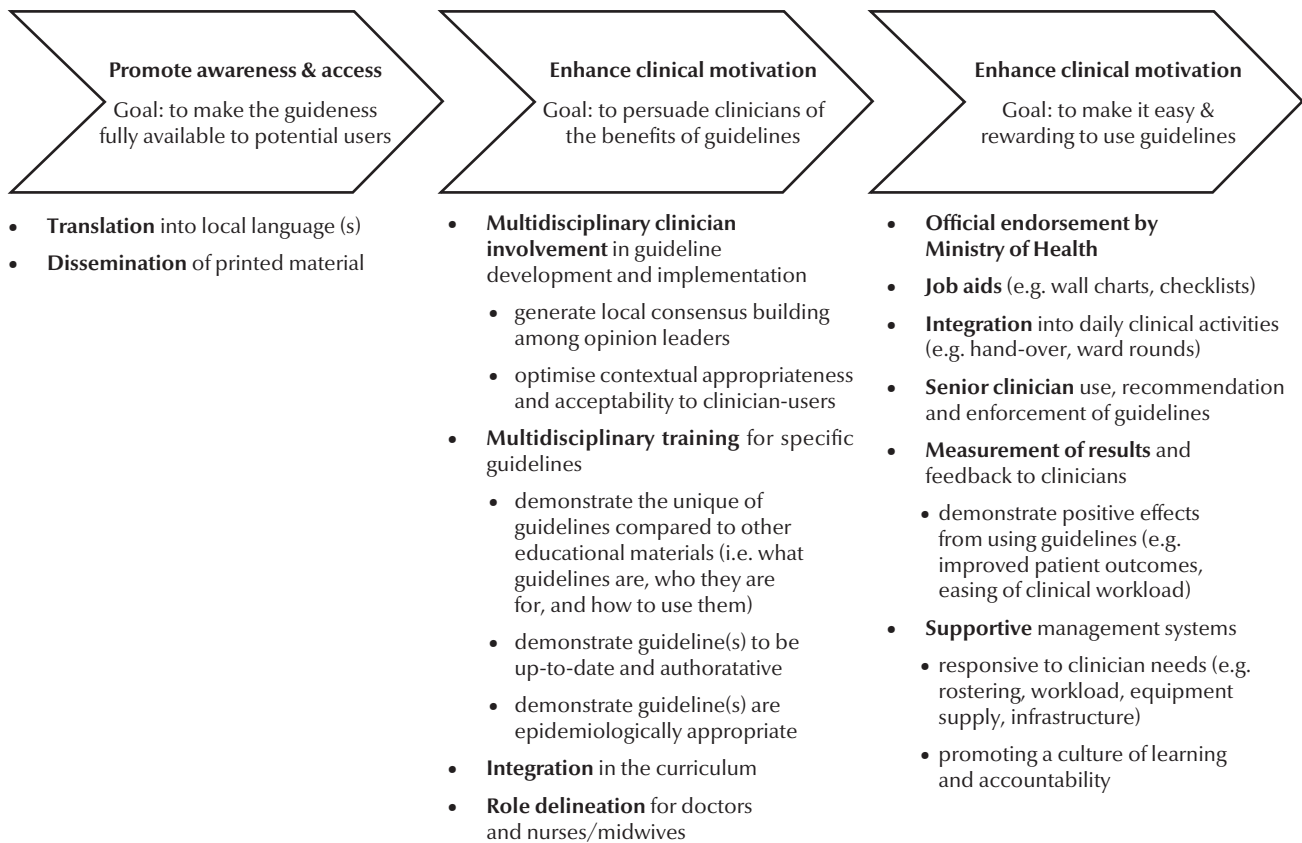 Promote awareness & access
Goal: to make the guideness
fully available to potential users
• Translation into local language (s)
• Dissemination of printed material
Enhance clinical motivation
Goal: to persuade clinicians of
the benefits of guidelines
• Multidisciplinary clinician
involvement in guideline
development and implementation
• generate local consensus building
among opinion leaders
• optimise contextual appropriateness
and acceptability to clinician-users
• Multidisciplinary training for specific
guidelines
• demonstrate the unique of
guidelines compared to other
educational materials (i.e. what
guidelines are, who they are
for, and how to use them)
• demonstrate guideline(s) to be
up-to-date and authoratative
• demonstrate guideline(s) are
epidemiologically appropriate
• Integration in the curriculum
• Role delineation for doctors
and nurses/midwives
Enhance clinical motivation
Goal: to make it easy &
rewarding to use guidelines
• Official endorsement by
Ministry of Health
• Job aids (e.g. wall charts, checklists)
• Integration into daily clinical activities
(e.g. hand-over, ward rounds)
• Senior clinician use, recommendation
and enforcement of guidelines
• Measurement of results and
feedback to clinicians
• demonstrate positive effects
from using guidelines (e.g.
improved patient outcomes,
easing of clinical workload)
• Supportive management systems
• responsive to clinician needs (e.g.
rostering, workload, equipment
supply, infrastructure)
• promoting a culture of learning
and accountability